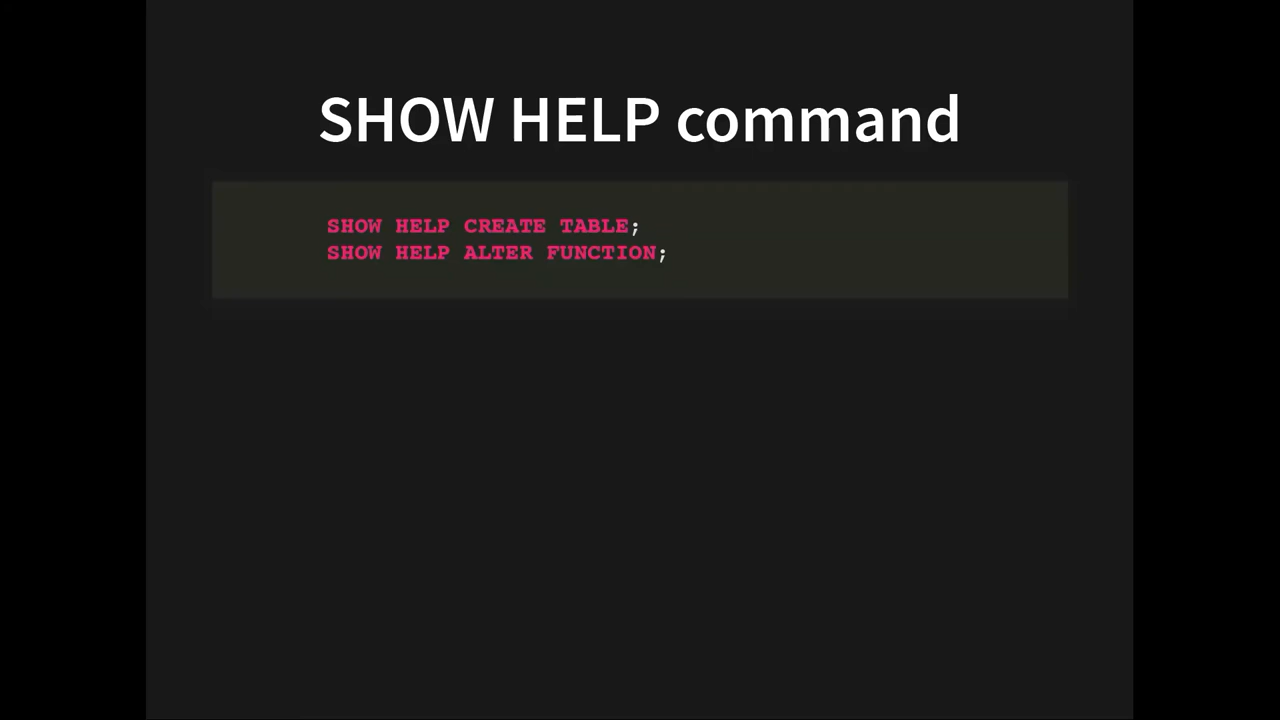 SHOW HELP command
SHOW HELP CREATE TABLE;
SHOW HELP ALTER FUNCTION;